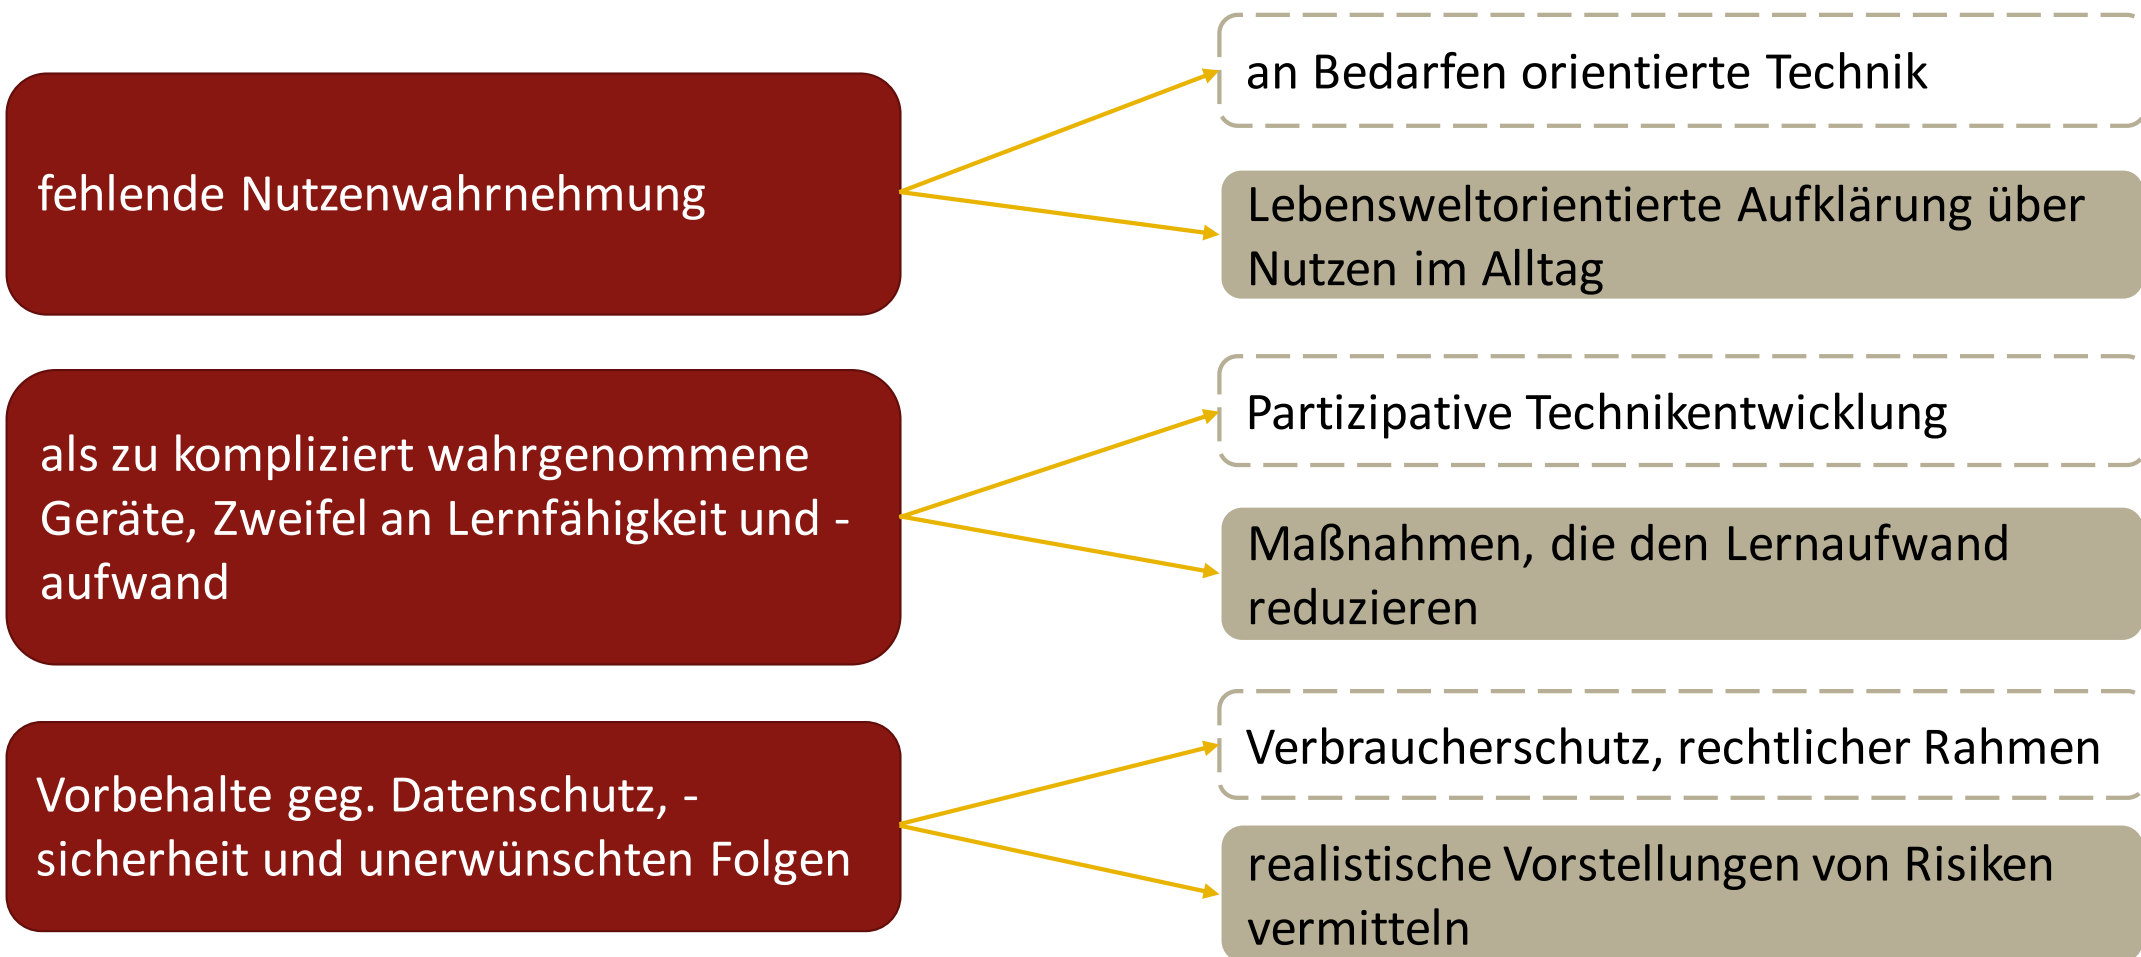 fehlende Nutzenwahrnehmung
an Bedarfen orientierte Technik
Lebensweltorientierte Aufklärung über
Nutzen im Alltag
als zu kompliziert wahrgenommene
Geräte, Zweifel an Lernfähigkeit und -
aufwand
Partizipative Technikentwicklung
Maßnahmen, die den Lernaufwand
reduzieren
Vorbehalte geg. Datenschutz, -
sicherheit und unerwünschten Folgen
Verbraucherschutz, rechtlicher Rahmen
realistische Vorstellungen von Risiken
vermitteln